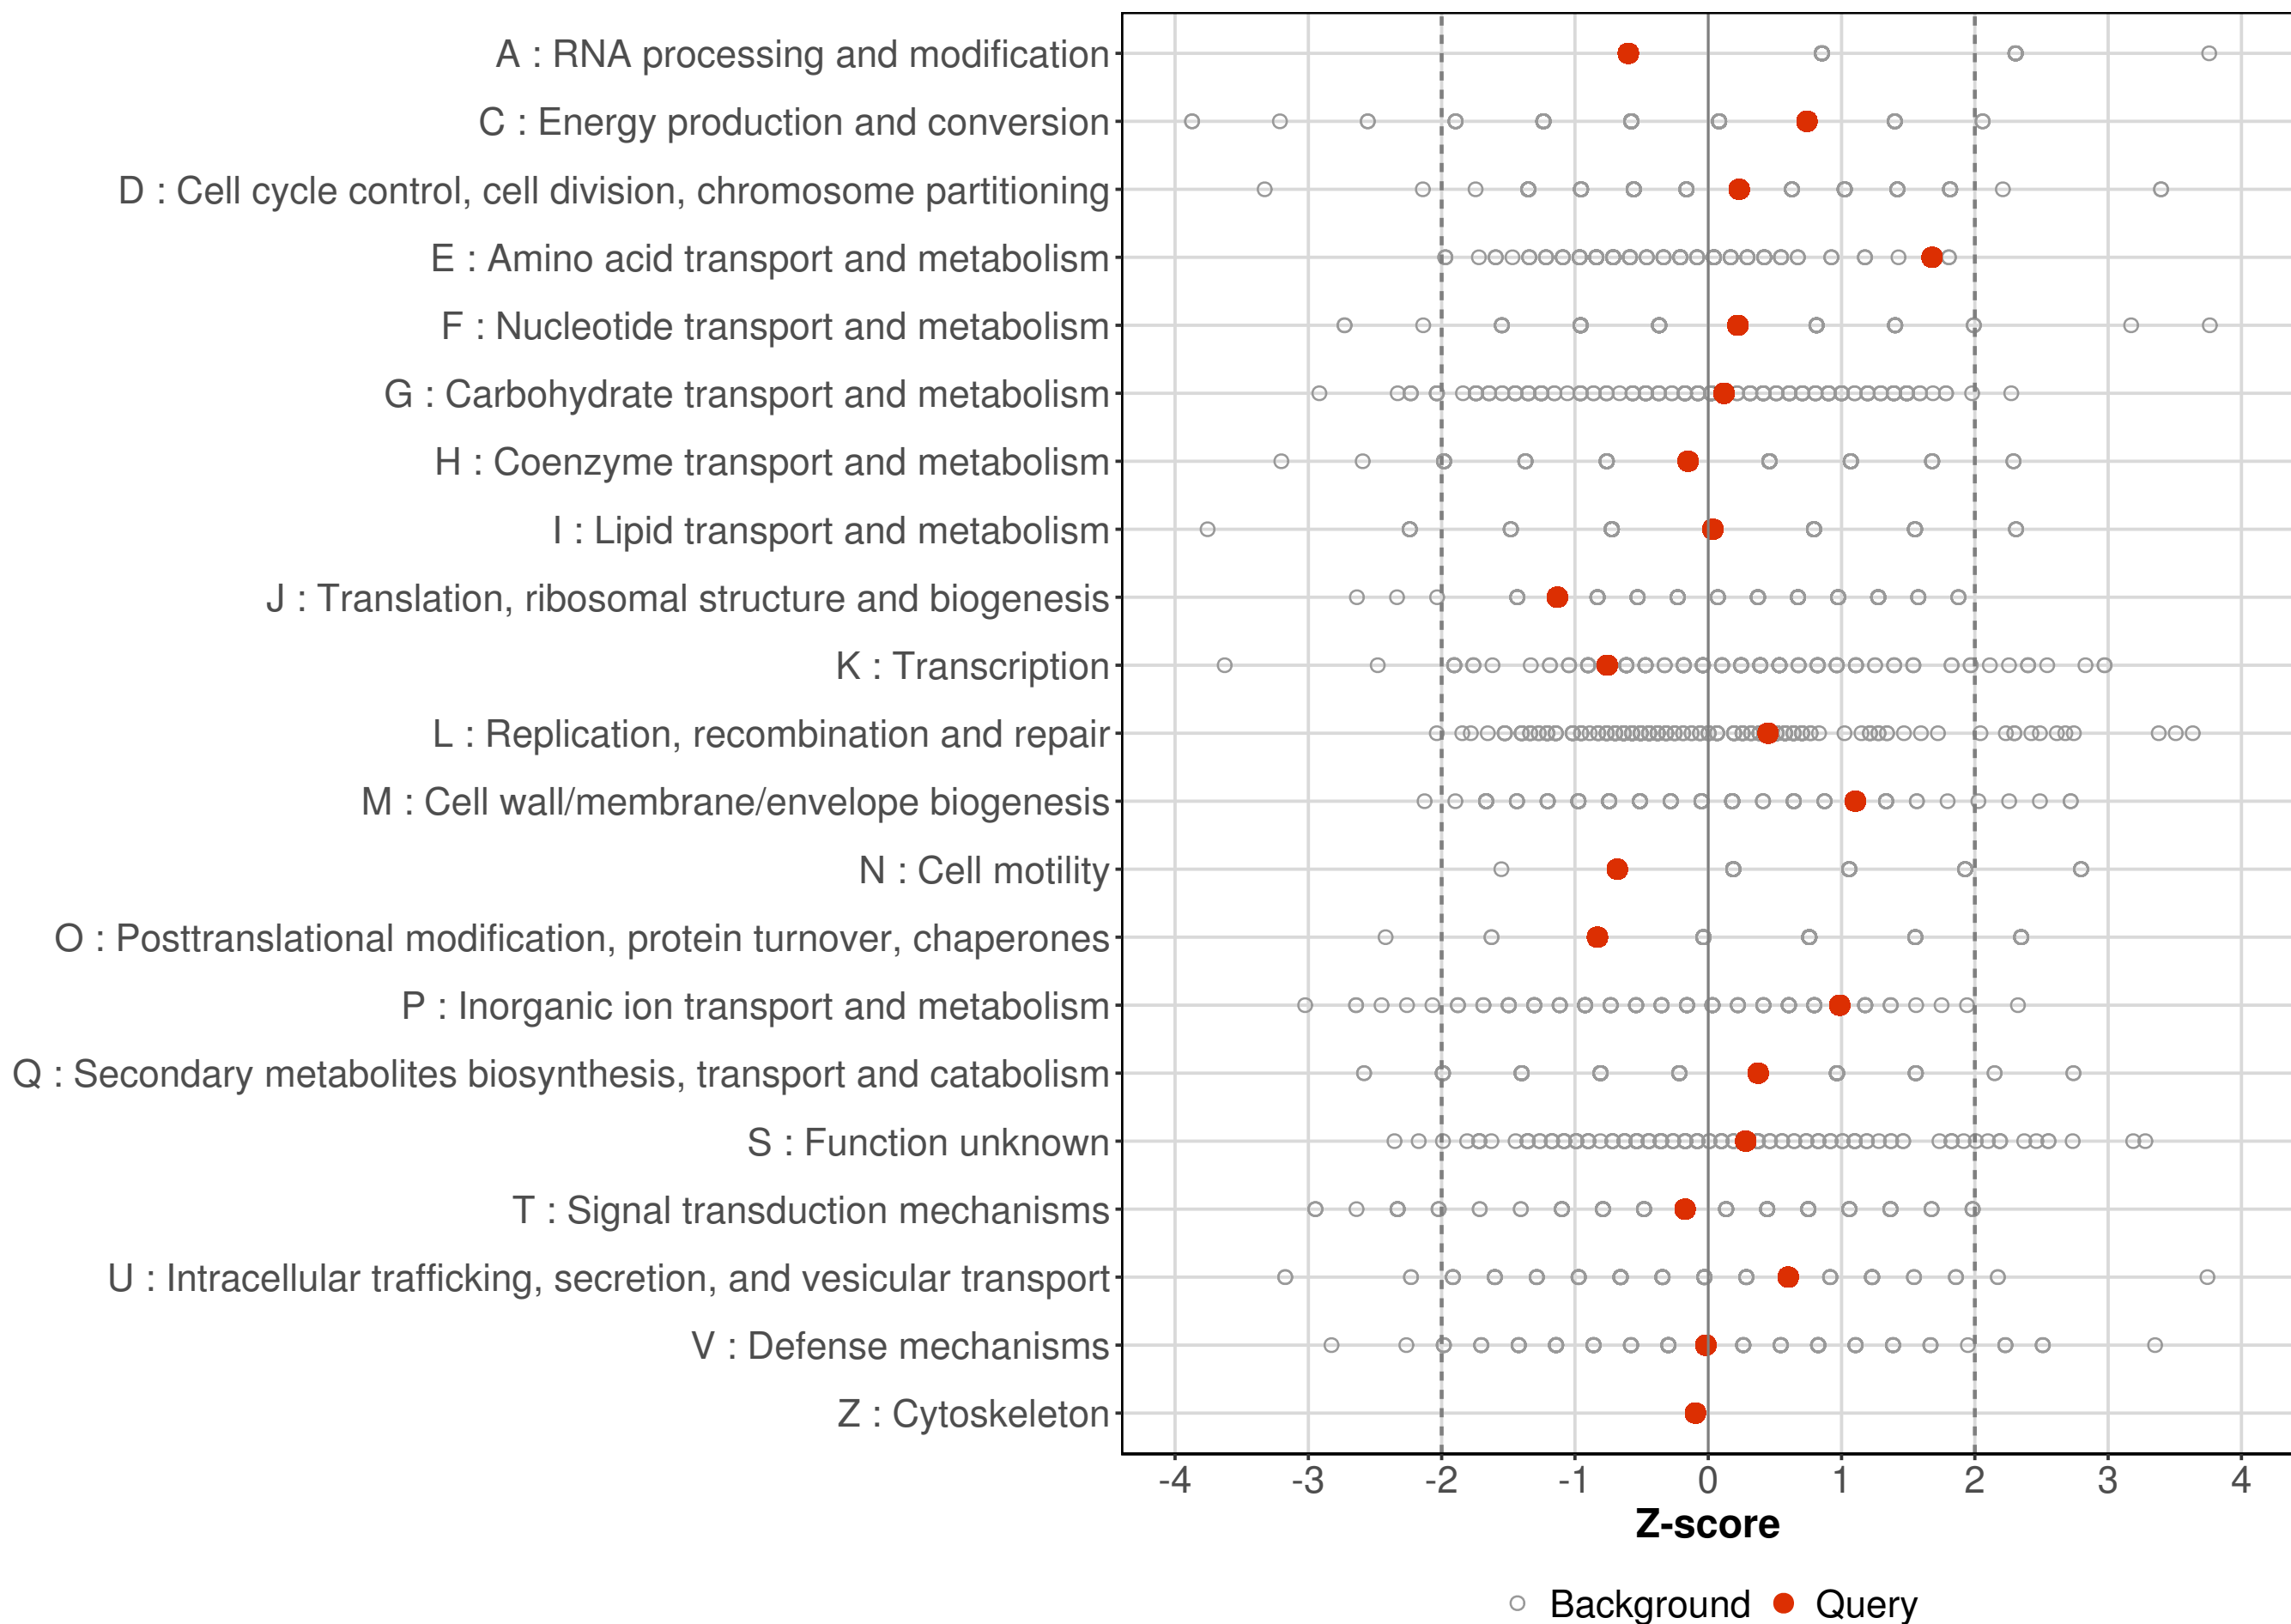 A : RNA processing and modification
C : Energy production and conversion
D : Cell cycle control, cell division, chromosome partitioning
E : Amino acid transport and metabolism
F : Nucleotide transport and metabolism
G : Carbohydrate transport and metabolism
H : Coenzyme transport and metabolism
I : Lipid transport and metabolism
J : Translation, ribosomal structure and biogenesis
K : Transcription
L : Replication, recombination and repair
M : Cell wall/membrane/envelope biogenesis
N : Cell motility
O : Posttranslational modification, protein turnover, chaperones
P : Inorganic ion transport and metabolism
Q : Secondary metabolites biosynthesis, transport and catabolism
S : Function unknown
T : Signal transduction mechanisms
U : Intracellular trafficking, secretion, and vesicular transport
V : Defense mechanisms
Z : Cytoskeleton
-4 -3 -2 -1 0 1 2 3 4
Z-score
Background Query